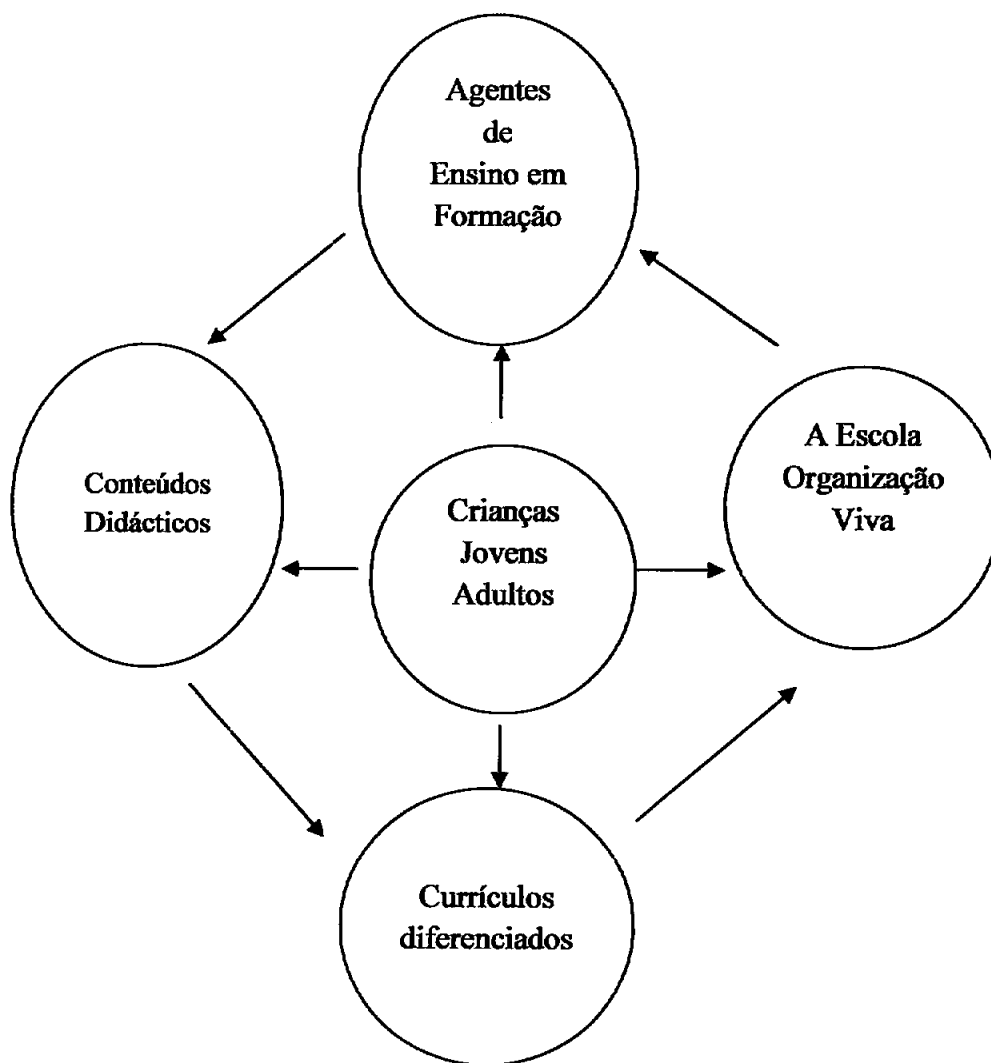 Agentes
de
Ensino em
Formação
Conteúdos
Didácticos
Crianças
Jovens
Adultos
A Escola
Organização
Viva
Currículos
diferenciados